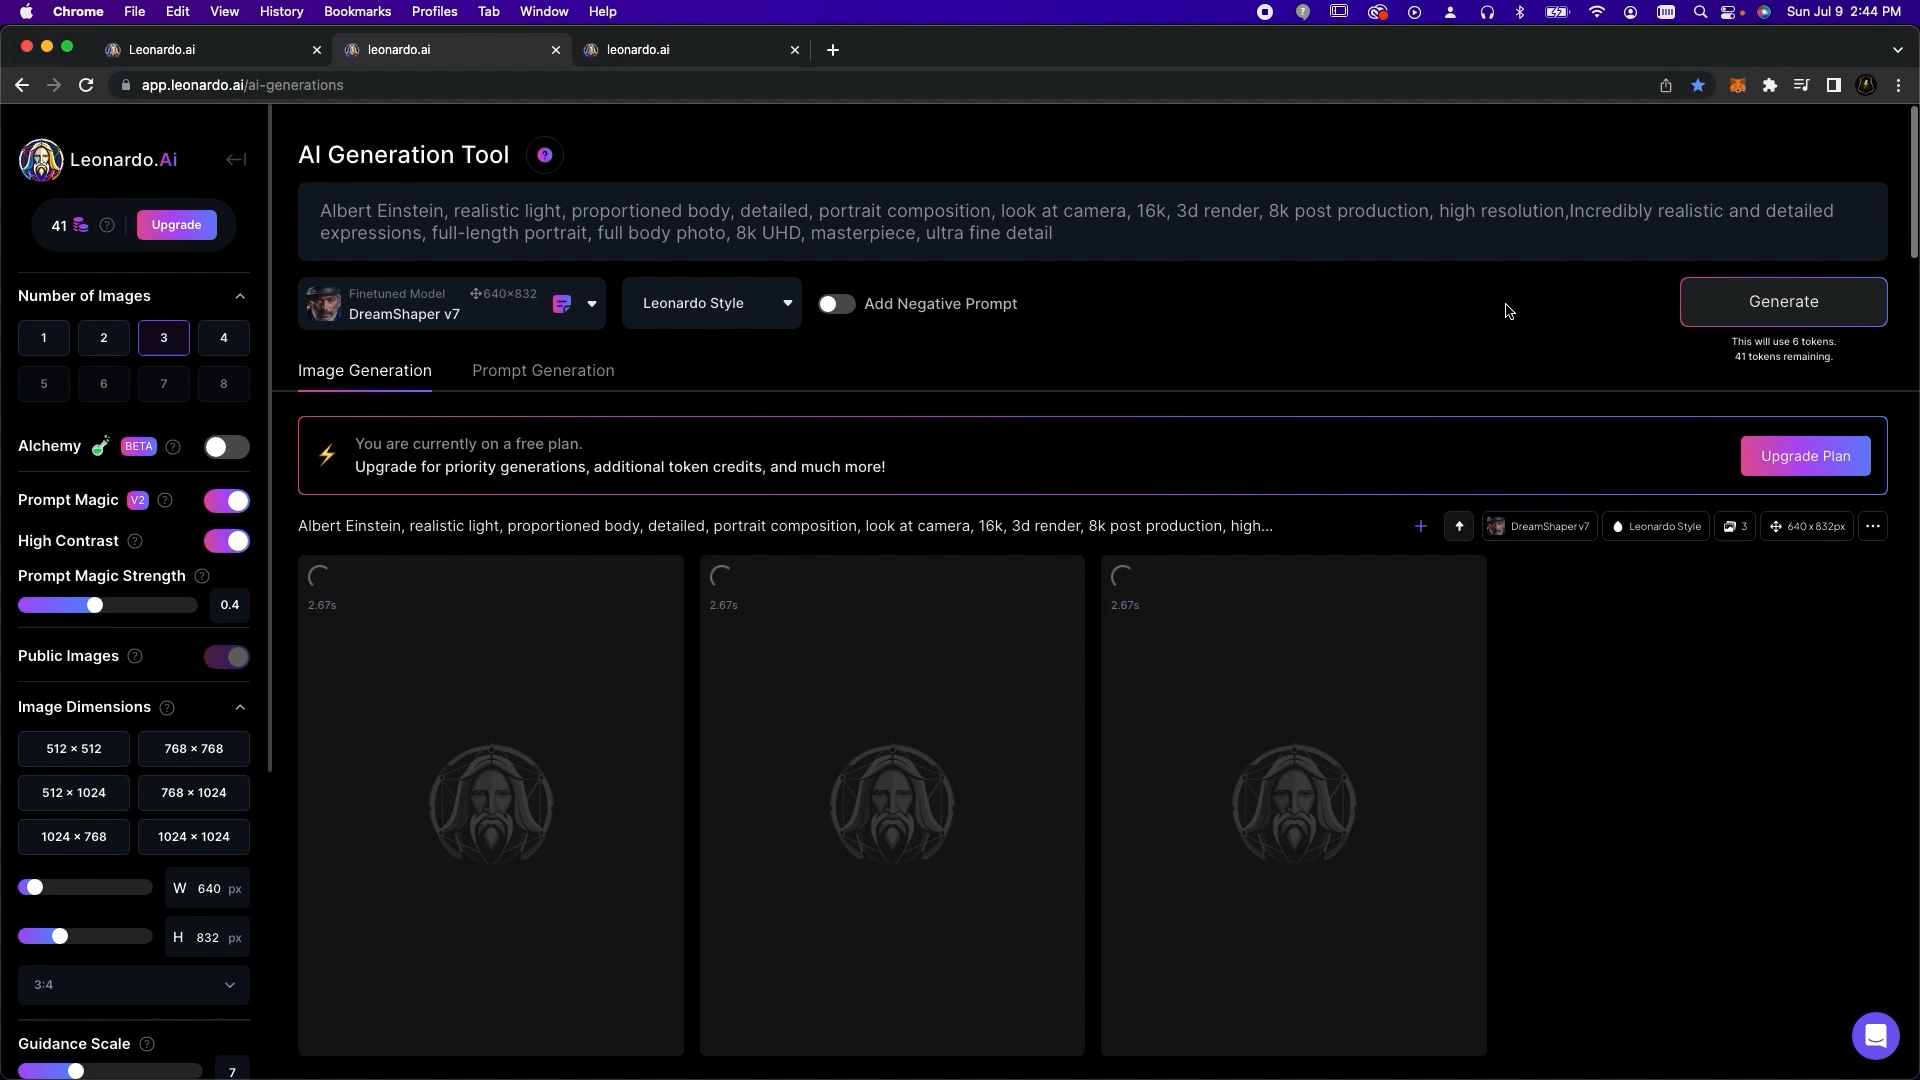 Chrome File Edit View History Bookmarks Profiles Tab Window Help
Sun Jul 9 2:44 PM
Leonardo.ai
leonardo.ai
leonardo.ai
app.leonardo.ai/ai-generations
Leonardo.Ai
41
Upgrade
Number of Images
1 2 3 4
5 6 7 8
Alchemy BETA
Prompt Magic V2
High Contrast
Prompt Magic Strength
0.4
Public Images
Image Dimensions
512 × 512 768 × 768
512 × 1024 768 × 1024
1024 × 768 1024 × 1024
W 640 px
H 832 px
3:4
Guidance Scale
7
AI Generation Tool
Albert Einstein, realistic light, proportioned body, detailed, portrait composition, look at camera, 16k, 3d render, 8k post production, high resolution,Incredibly realistic and detailed
expressions, full-length portrait, full body photo, 8k UHD, masterpiece, ultra fine detail
Finetuned Model 640×832
DreamShaper v7
Leonardo Style
Add Negative Prompt
Generate
This will use 6 tokens.
41 tokens remaining.
Image Generation Prompt Generation
You are currently on a free plan.
Upgrade for priority generations, additional token credits, and much more!
Upgrade Plan
Albert Einstein, realistic light, proportioned body, detailed, portrait composition, look at camera, 16k, 3d render, 8k post production, high...
DreamShaper v7 Leonardo Style 3 640 x 832px
2.67s 2.67s 2.67s